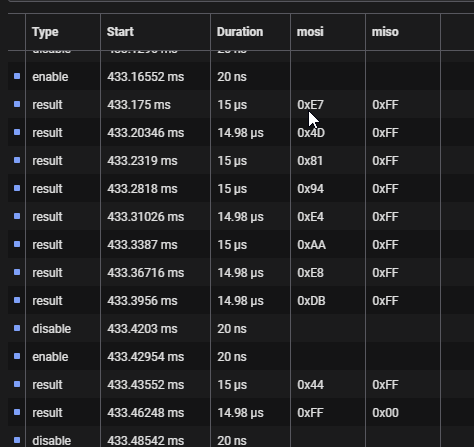 Type Start Duration mosi miso
enable 433.16552 ms 20 ns
result 433.175 ms 15 µs 0xE7 0xFF
result 433.20346 ms 14.98 µs 0x4D 0xFF
result 433.2319 ms 15 µs 0x81 0xFF
result 433.2818 ms 15 µs 0x94 0xFF
result 433.31026 ms 14.98 µs 0xE4 0xFF
result 433.3387 ms 15 µs 0xAA 0xFF
result 433.36716 ms 14.98 µs 0xE8 0xFF
result 433.3956 ms 14.98 µs 0xDB 0xFF
disable 433.4203 ms 20 ns
enable 433.42954 ms 20 ns
result 433.43552 ms 15 µs 0x44 0xFF
result 433.46248 ms 14.98 µs 0xFF 0x00
disable 433.48542 ms 20 ns